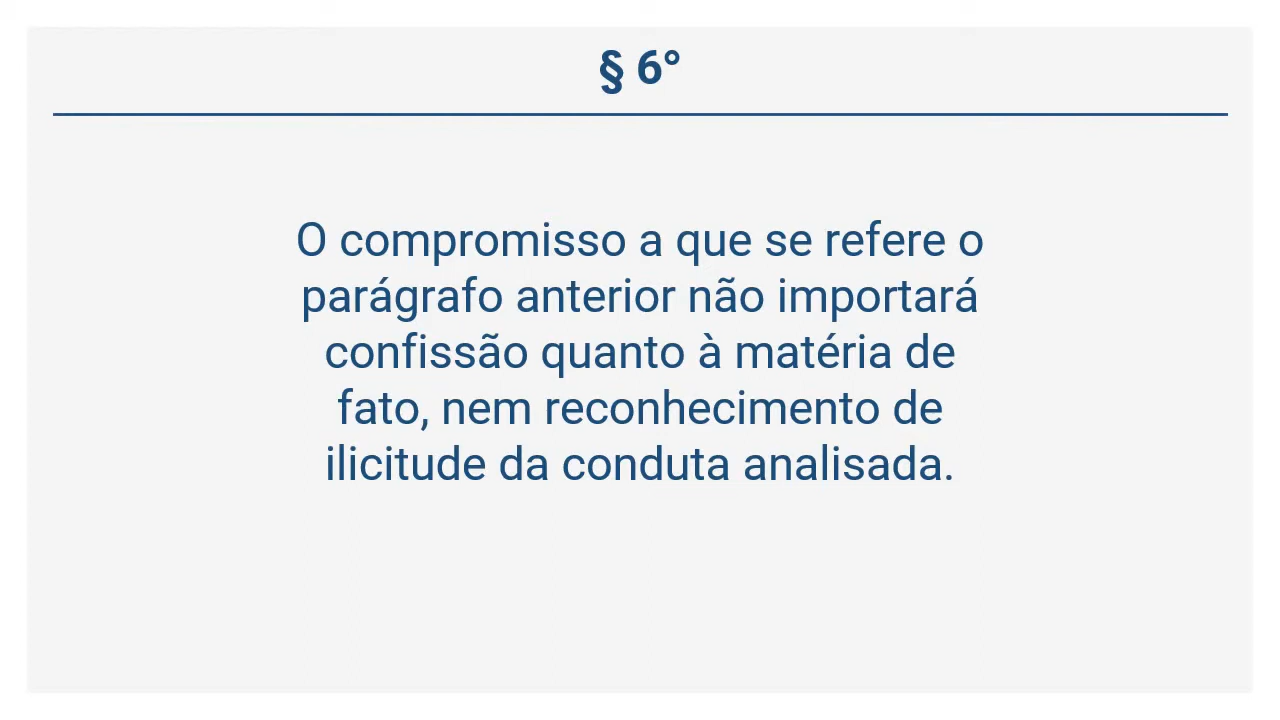 § 6°
O compromisso a que se refere o
parágrafo anterior não importará
confissão quanto à matéria de
fato, nem reconhecimento de
ilicitude da conduta analisada.